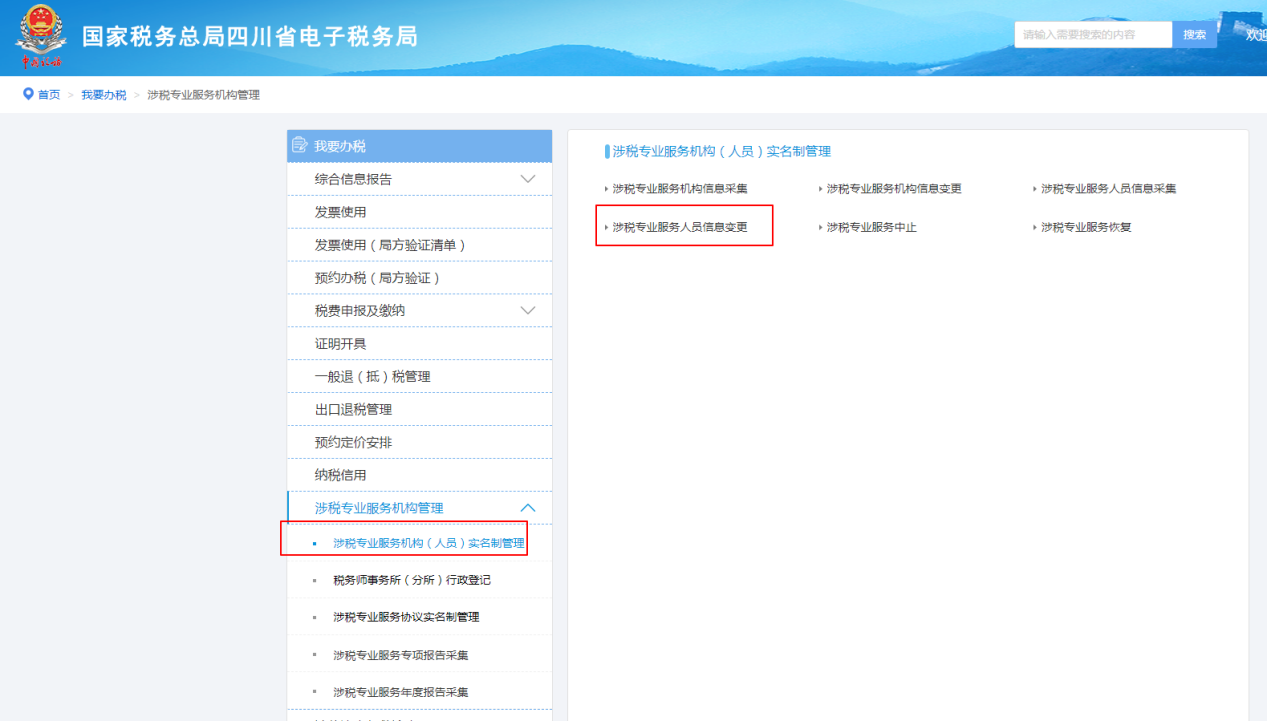 国家税务总局四川省电子税务局
中国税务
请输入需要搜索的内容
搜索
欢迎
首页 > 我要办税 > 涉税专业服务机构管理
我要办税
综合信息报告
发票使用
发票使用（局方验证清单）
预约办税（局方验证）
税费申报及缴纳
证明开具
一般退（抵）税管理
出口退税管理
预约定价安排
纳税信用
涉税专业服务机构管理
涉税专业服务机构（人员）实名制管理
税务师事务所（分所）行政登记
涉税专业服务协议实名制管理
涉税专业服务专项报告采集
涉税专业服务年度报告采集
涉税专业服务机构（人员）实名制管理
涉税专业服务机构信息采集
涉税专业服务机构信息变更
涉税专业服务人员信息采集
涉税专业服务人员信息变更
涉税专业服务中止
涉税专业服务恢复